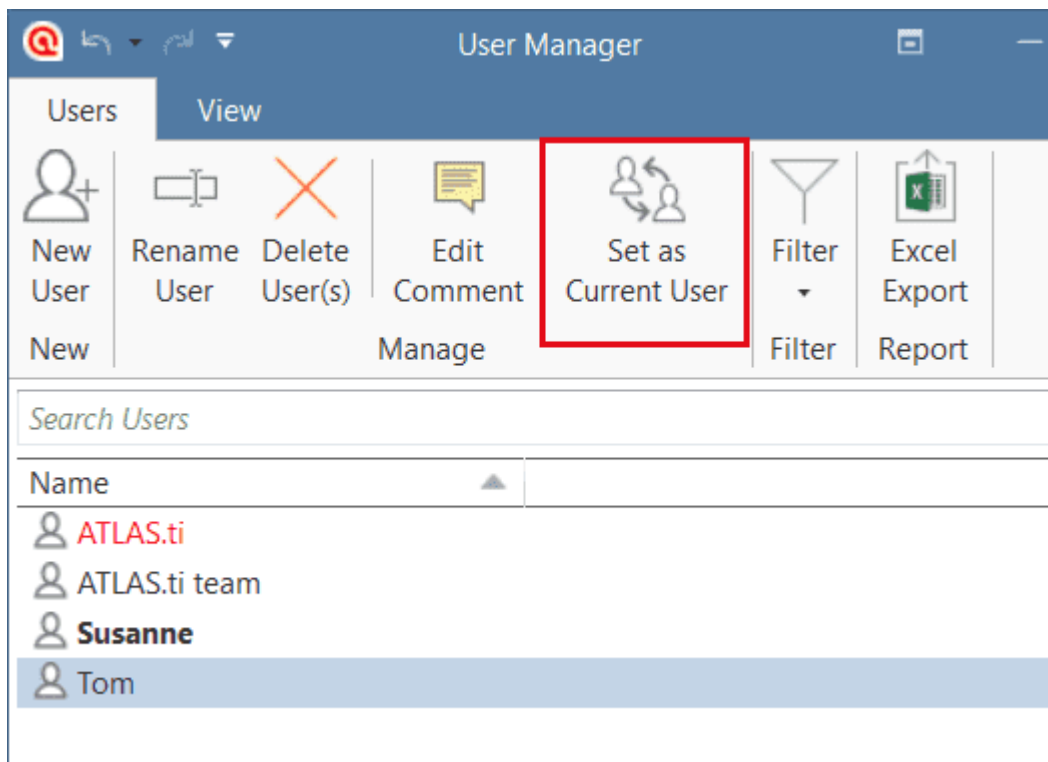 User Manager
Users View
New User
Rename User
Delete User(s)
Edit Comment
Set as Current User
Filter
Excel Export
New
Manage
Filter
Report
Search Users
Name
ATLAS.ti
ATLAS.ti team
Susanne
Tom